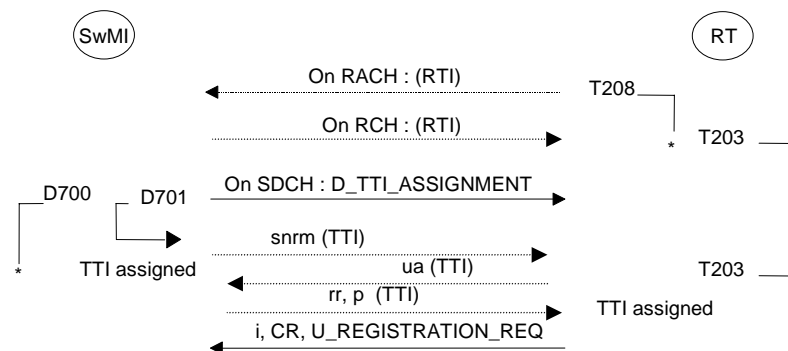 SwMI
RT
On RACH : (RTI)
T208
On RCH : (RTI)
*
T203
D700
D701
On SDCH : D_TTI_ASSIGNMENT
snrm (TTI)
*
TTI assigned
ua (TTI)
T203
rr, p (TTI)
TTI assigned
i, CR, U_REGISTRATION_REQ